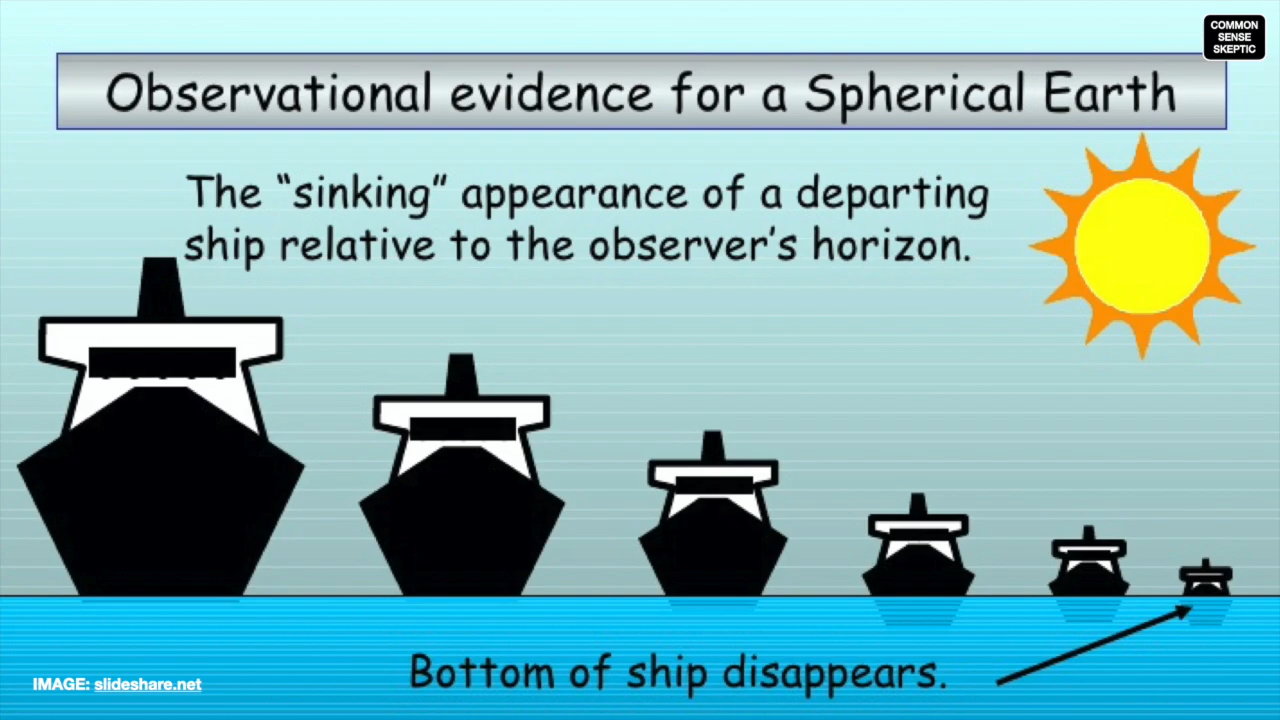 COMMON
SENSE
SKEPTIC
Observational evidence for a Spherical Earth
The “sinking” appearance of a departing
ship relative to the observer’s horizon.
Bottom of ship disappears.
IMAGE: slideshare.net